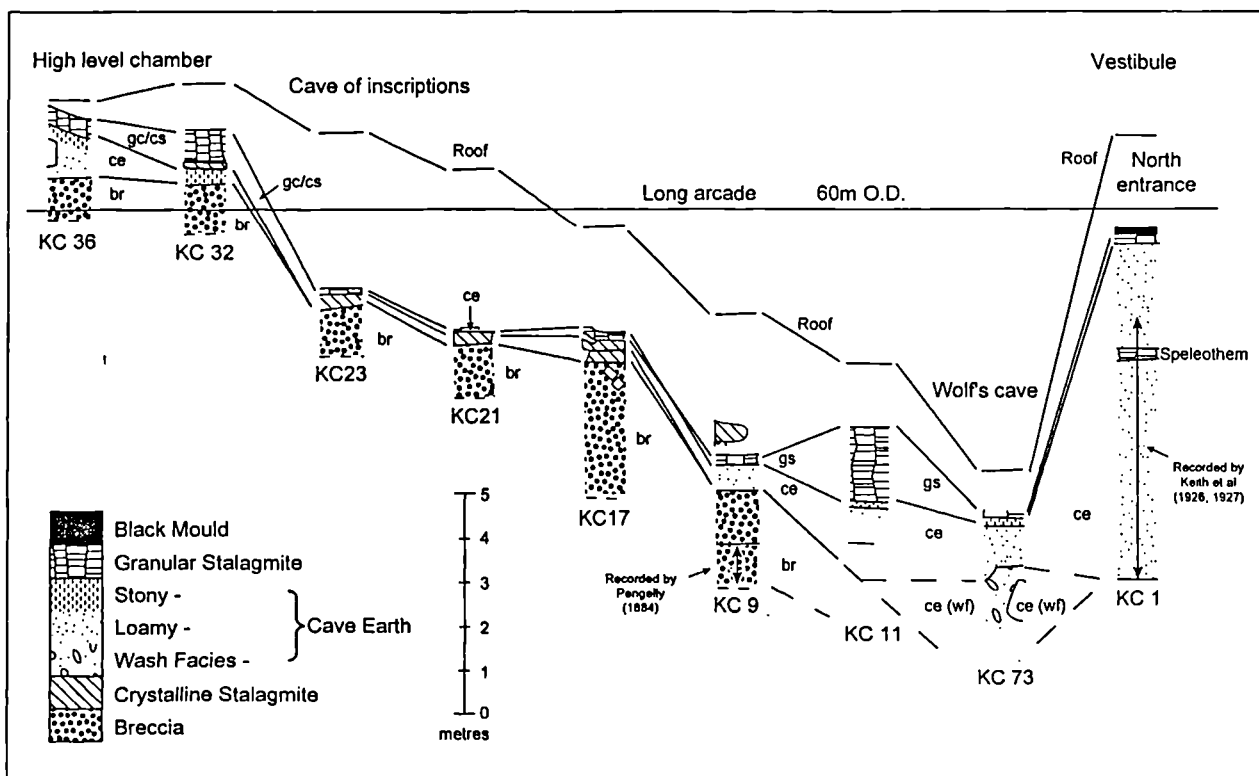 High level chamber
Vestibule
Cave of inscriptions
Roof
Roof
North
entrance
gc/cs
ce
gc/cs
Long arcade
60m O.D.
br
br
KC 36
KC 32
ce
Roof
Speleothem
br
br
KC23
KC21
br
Wolf's cave
gs
gs
ce
ce
ce
Recorded by
Keith et al
(1926, 1927)
KC17
5
4
3
2
1
0
metres
Recorded by
Pengelly
(1884)
br
ce (wf)
ce (wf)
KC 9
KC 11
KC 73
KC 1
Black Mould
Granular Stalagmite
Stony -
Loamy -
Cave Earth
Wash Facies -
Crystalline Stalagmite
Breccia